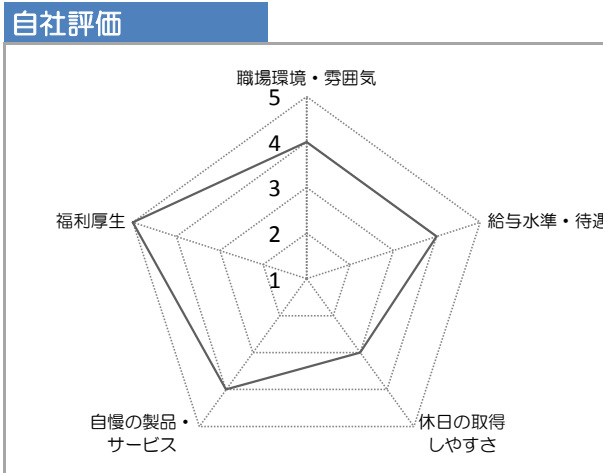 自社評価
職場環境・雰囲気
5
4
3
2
1
福利厚生
給与水準・待遇
自慢の製品・
サービス
休日の取得
しやすさ